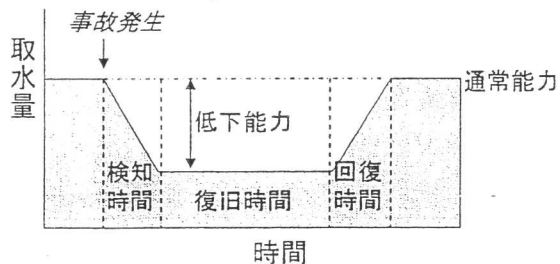 事故発生
取水量
通常能力
低下能力
検知時間
復旧時間
回復時間
時間